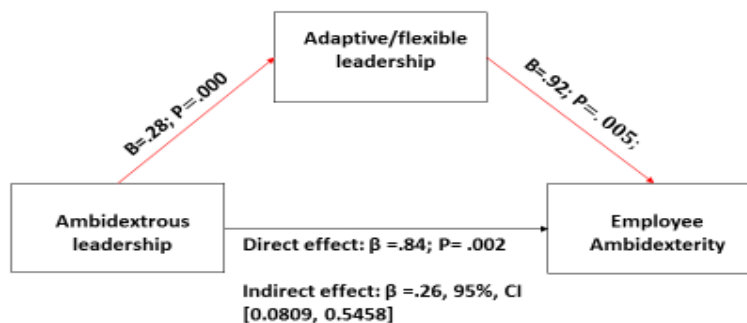 Adaptive/flexible
leadership
B=.28; P=.000
B=.92; P=. 005;
Ambidextrous
leadership
Employee
Ambidexterity
Direct effect: β =.84; P= .002
Indirect effect: β =.26, 95%, CI
[0.0809, 0.5458]